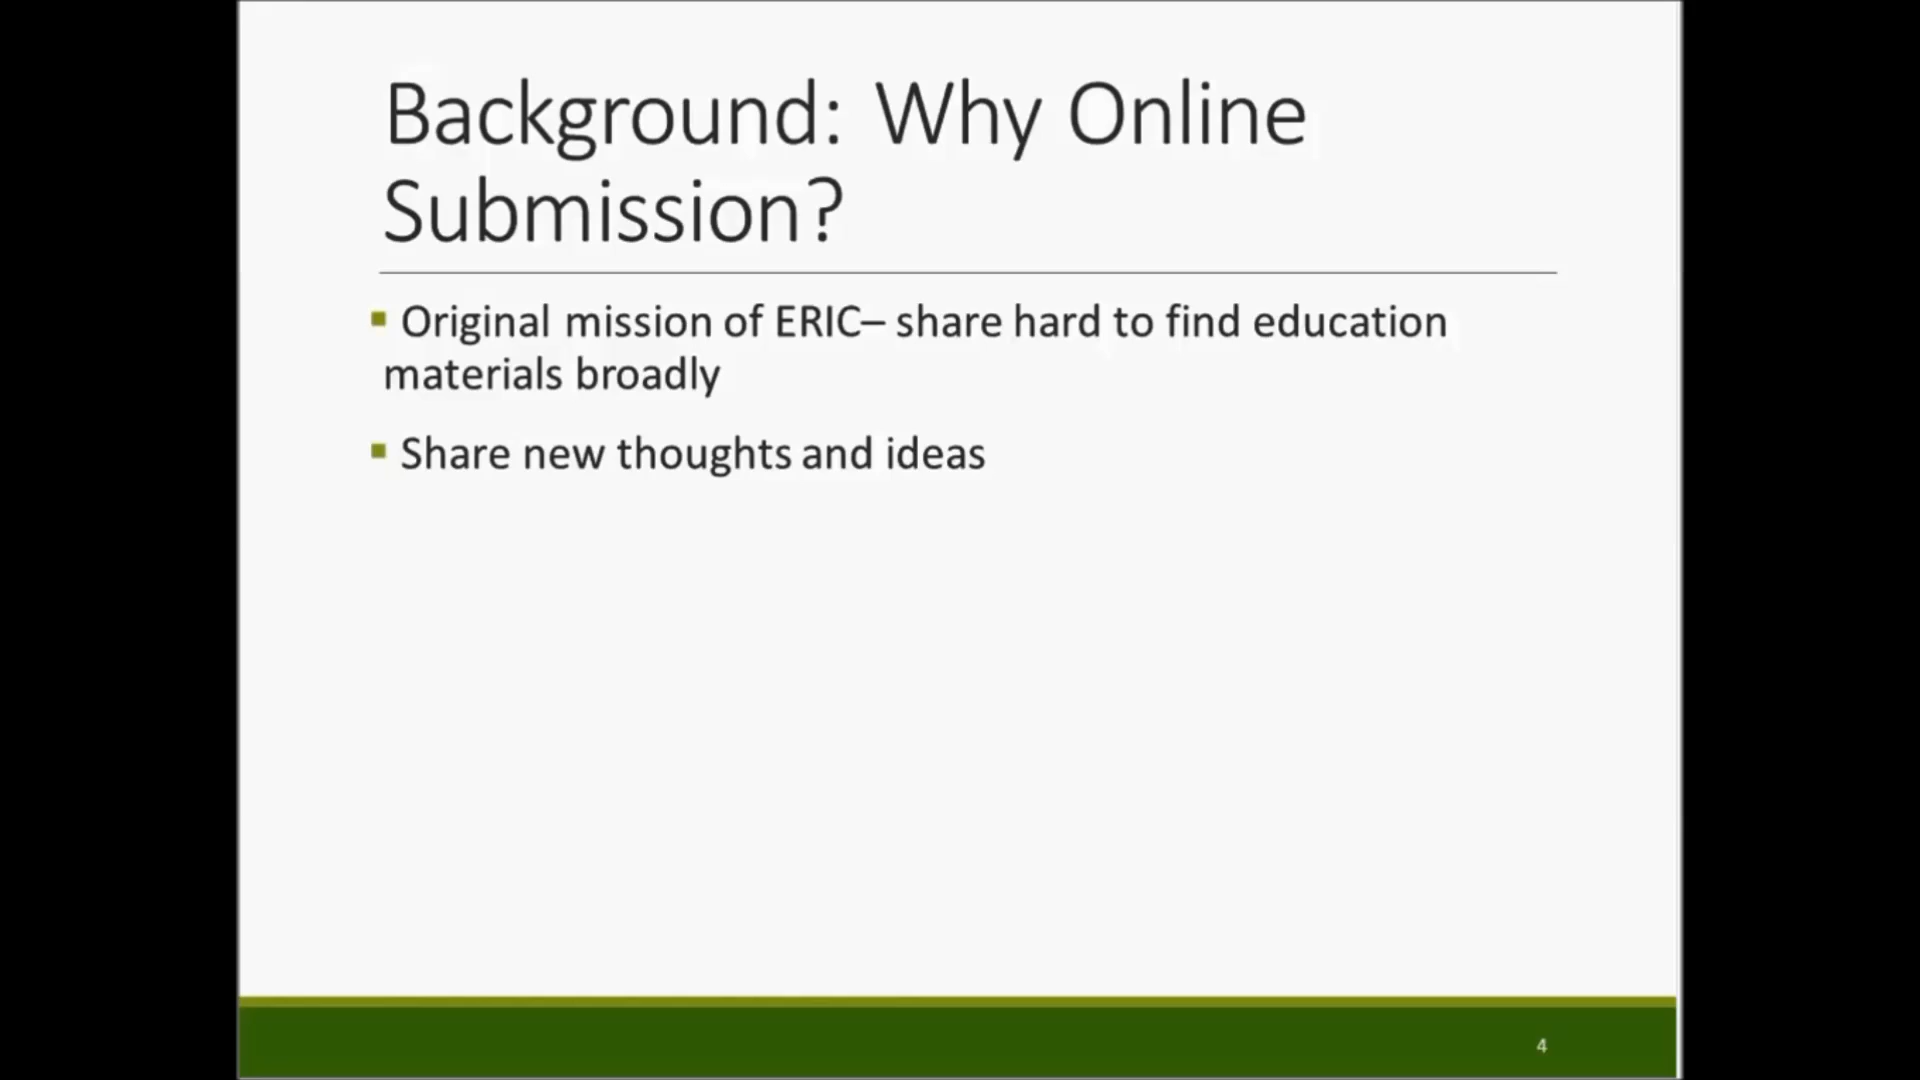 Background: Why Online
Submission?
▪ Original mission of ERIC– share hard to find education
materials broadly
▪ Share new thoughts and ideas
4